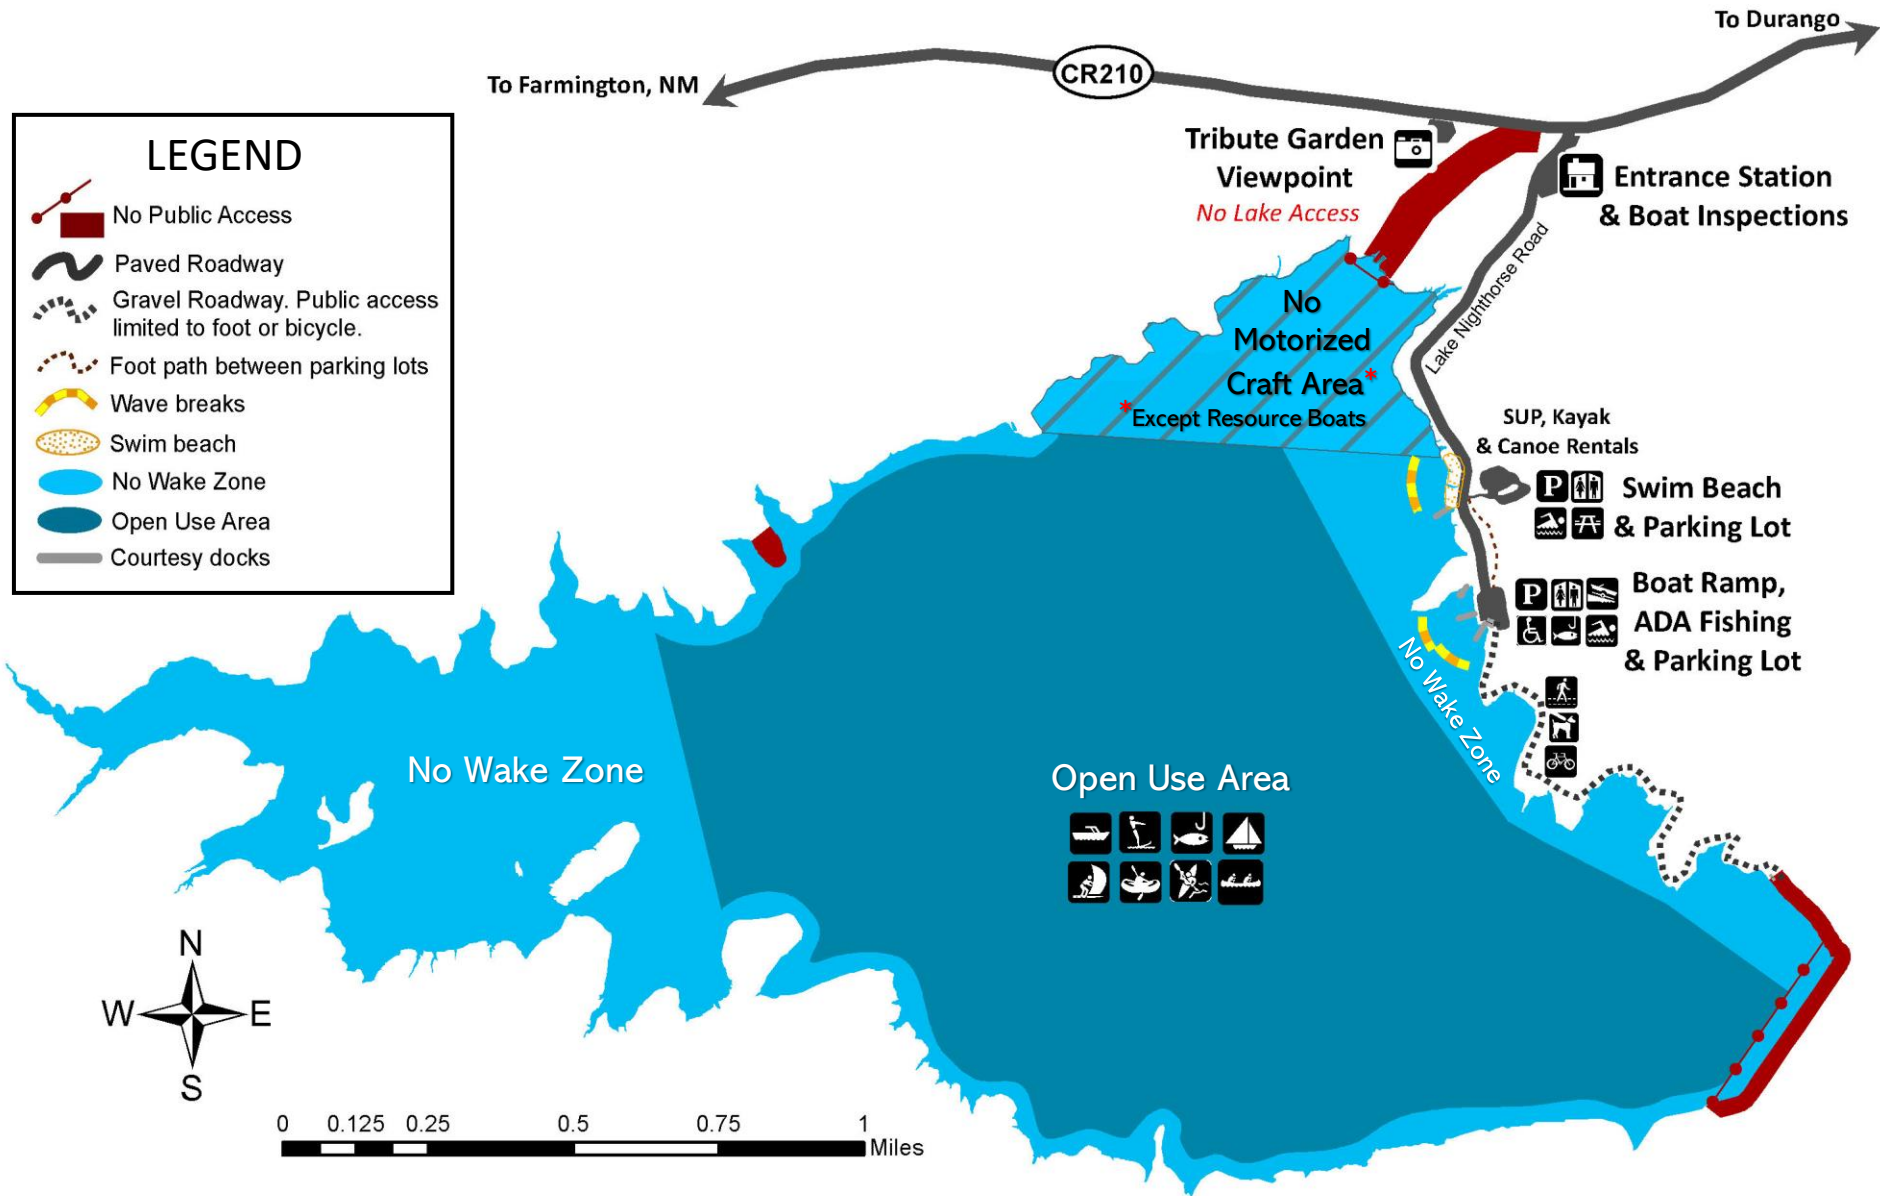 To Durango
To Farmington, NM
CR210
LEGEND
No Public Access
Paved Roadway
Gravel Roadway. Public access
limited to foot or bicycle.
Foot path between parking lots
Wave breaks
Swim beach
No Wake Zone
Open Use Area
Courtesy docks
Tribute Garden
Viewpoint
No Lake Access
Entrance Station
& Boat Inspections
Lake Nighthorse Road
No
Motorized
Craft Area*
*Except Resource Boats
SUP, Kayak
& Canoe Rentals
P
Swim Beach
& Parking Lot
P
Boat Ramp,
ADA Fishing
& Parking Lot
No Wake Zone
No Wake Zone
Open Use Area
N
W E
S
0 0.125 0.25 0.5 0.75 1
Miles